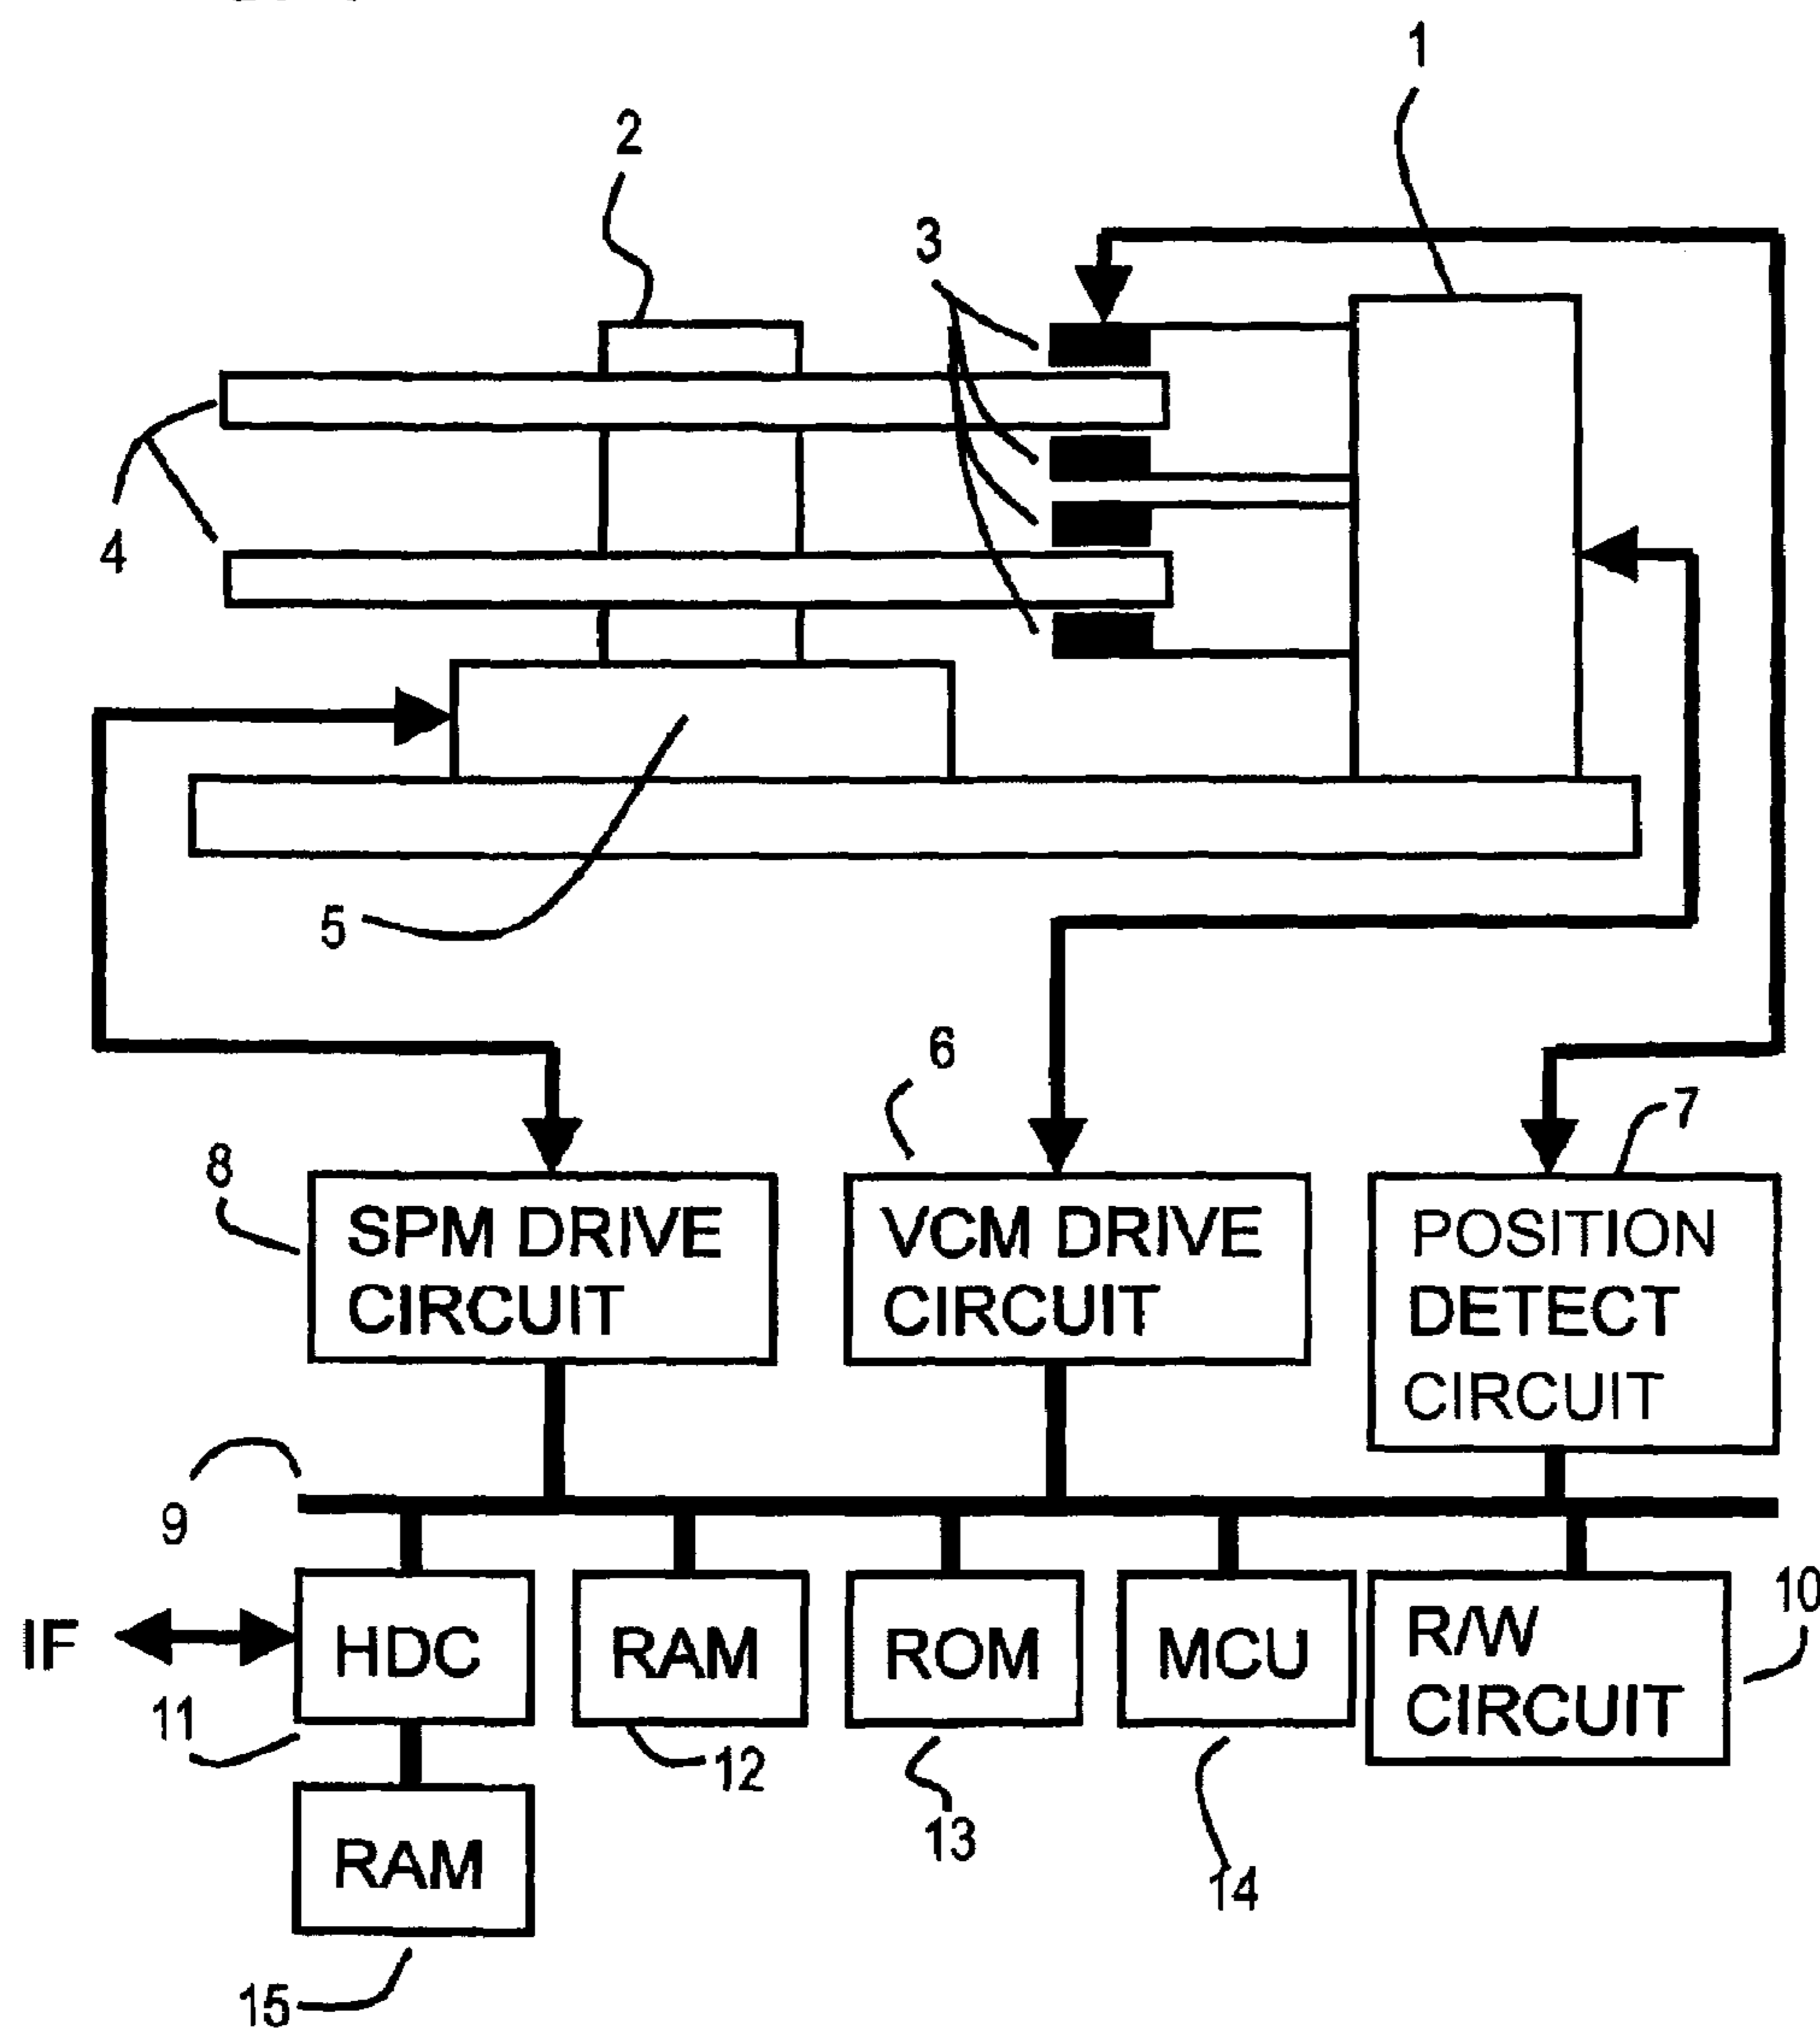 1
2
3
4
5
6
7
8
SPM DRIVE
CIRCUIT
VCM DRIVE
CIRCUIT
POSITION
DETECT
CIRCUIT
9
10
IF
HDC
RAM
ROM
MCU
R/W
CIRCUIT
11
12
13
14
RAM
15